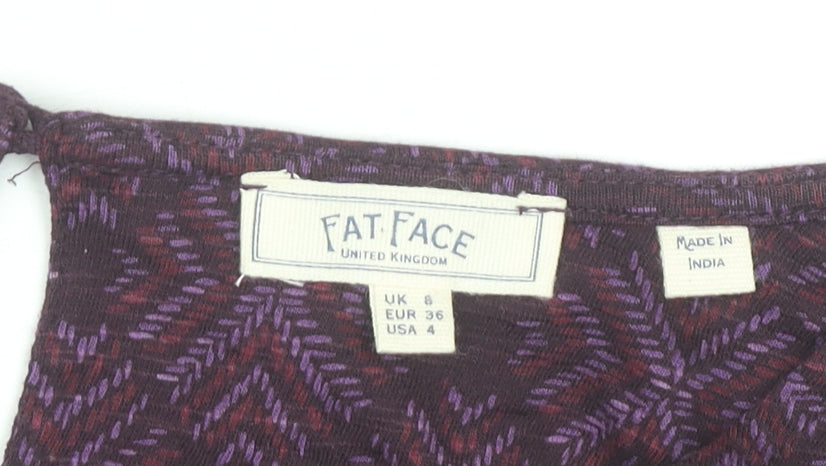 FAT FACE
UNITED KINGDOM
UK 8
EUR 36
USA 4
MADE IN
INDIA